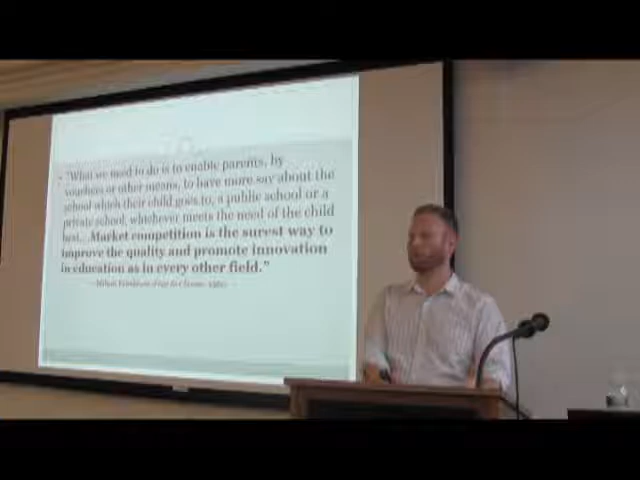 "What we need to do is to enable parents, by
vouchers or other means, to have more say about the
school which their child goes to, a public school or a
private school, whichever meets the need of the child
best... Market competition is the surest way to
improve the quality and promote innovation
in education as in every other field."